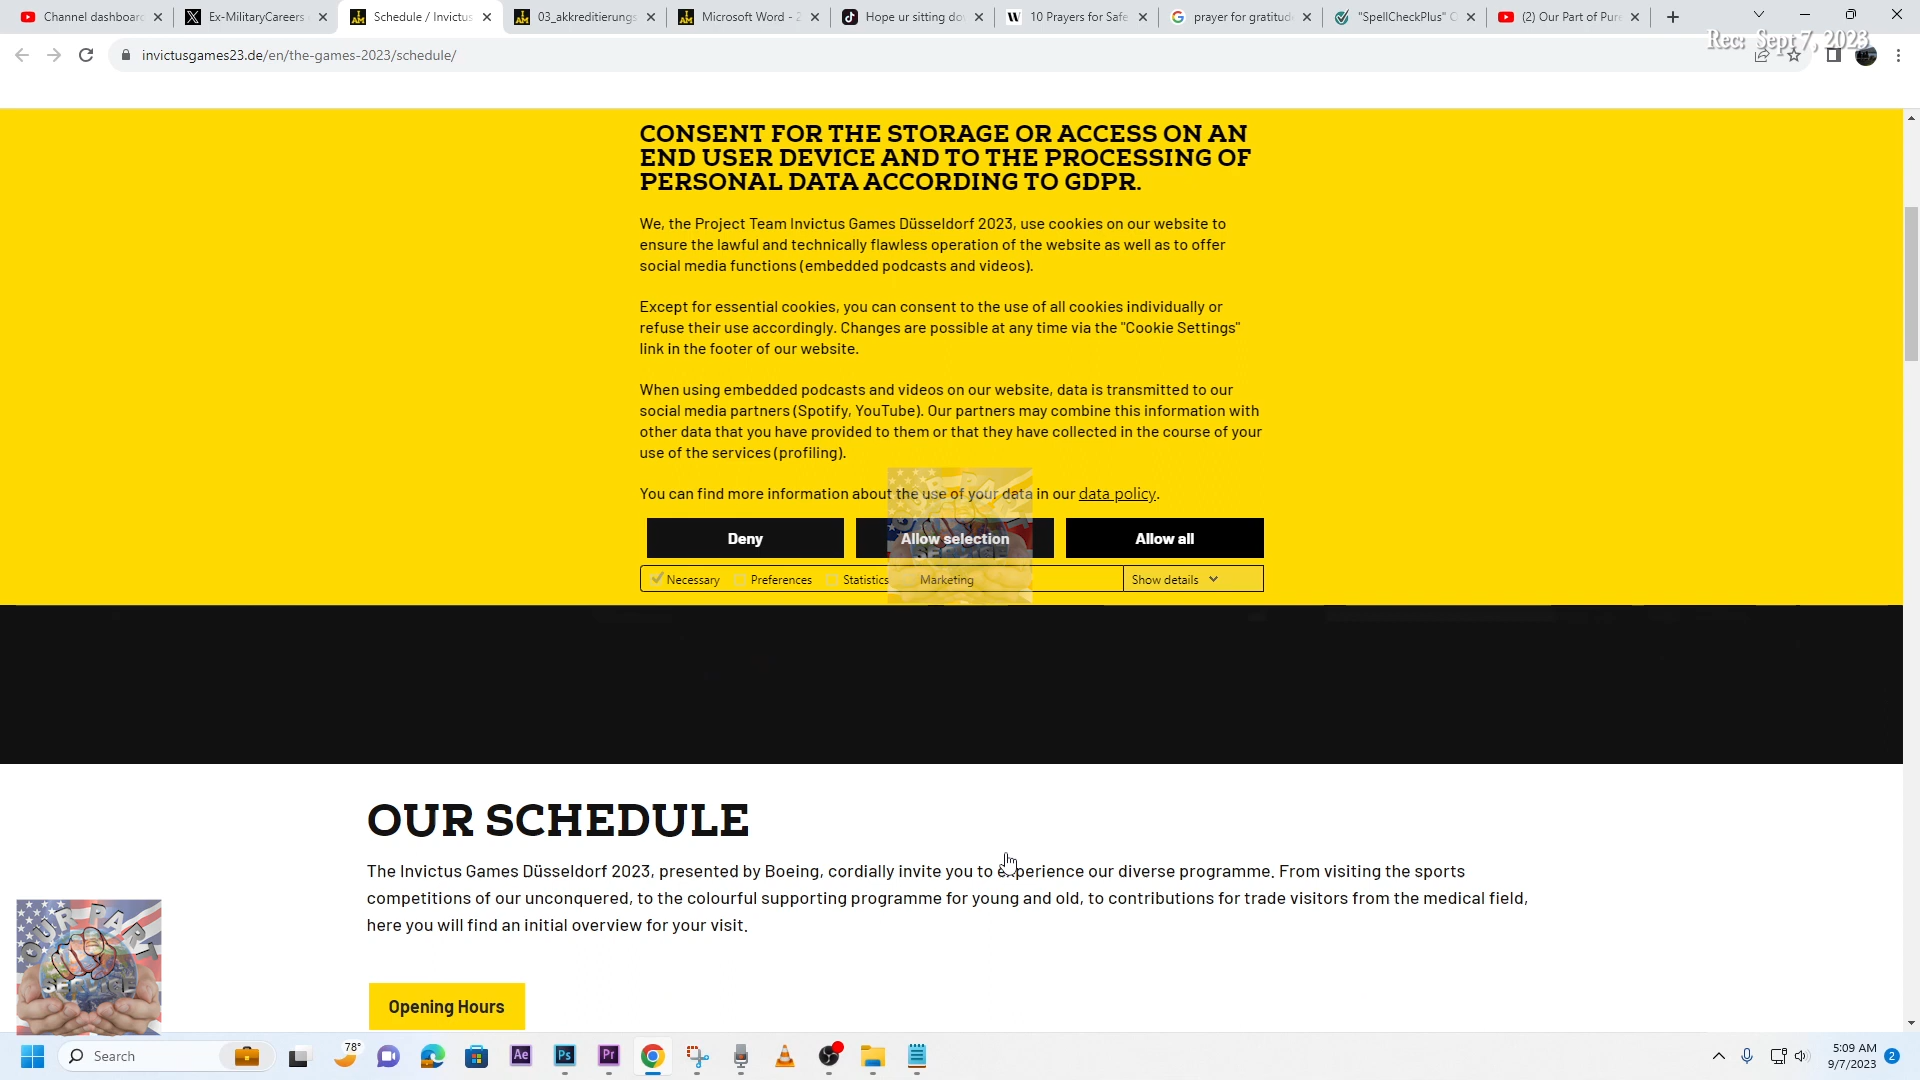 Channel dashboard
Ex-MilitaryCareers
Schedule / Invictus
03_akkreditierungs
Microsoft Word - 2
Hope ur sitting do
10 Prayers for Safe
prayer for gratitud
"SpellCheckPlus" G
(2) Our Part of Pur
invictusgames23.de/en/the-games-2023/schedule/
Rec: Sept 7, 2023
CONSENT FOR THE STORAGE OR ACCESS ON AN
END USER DEVICE AND TO THE PROCESSING OF
PERSONAL DATA ACCORDING TO GDPR.
We, the Project Team Invictus Games Düsseldorf 2023, use cookies on our website to
ensure the lawful and technically flawless operation of the website as well as to offer
social media functions (embedded podcasts and videos).
Except for essential cookies, you can consent to the use of all cookies individually or
refuse their use accordingly. Changes are possible at any time via the "Cookie Settings"
link in the footer of our website.
When using embedded podcasts and videos on our website, data is transmitted to our
social media partners (Spotify, YouTube). Our partners may combine this information with
other data that you have provided to them or that they have collected in the course of your
use of the services (profiling).
You can find more information about the use of your data in our data policy.
Deny
Allow selection
Allow all
Necessary
Preferences
Statistics
Marketing
Show details
OUR SCHEDULE
The Invictus Games Düsseldorf 2023, presented by Boeing, cordially invite you to experience our diverse programme. From visiting the sports
competitions of our unconquered, to the colourful supporting programme for young and old, to contributions for trade visitors from the medical field,
here you will find an initial overview for your visit.
OUR PART
SERVICE
Opening Hours
Search
78°
Ae
Ps
Pr
5:09 AM
9/7/2023
2